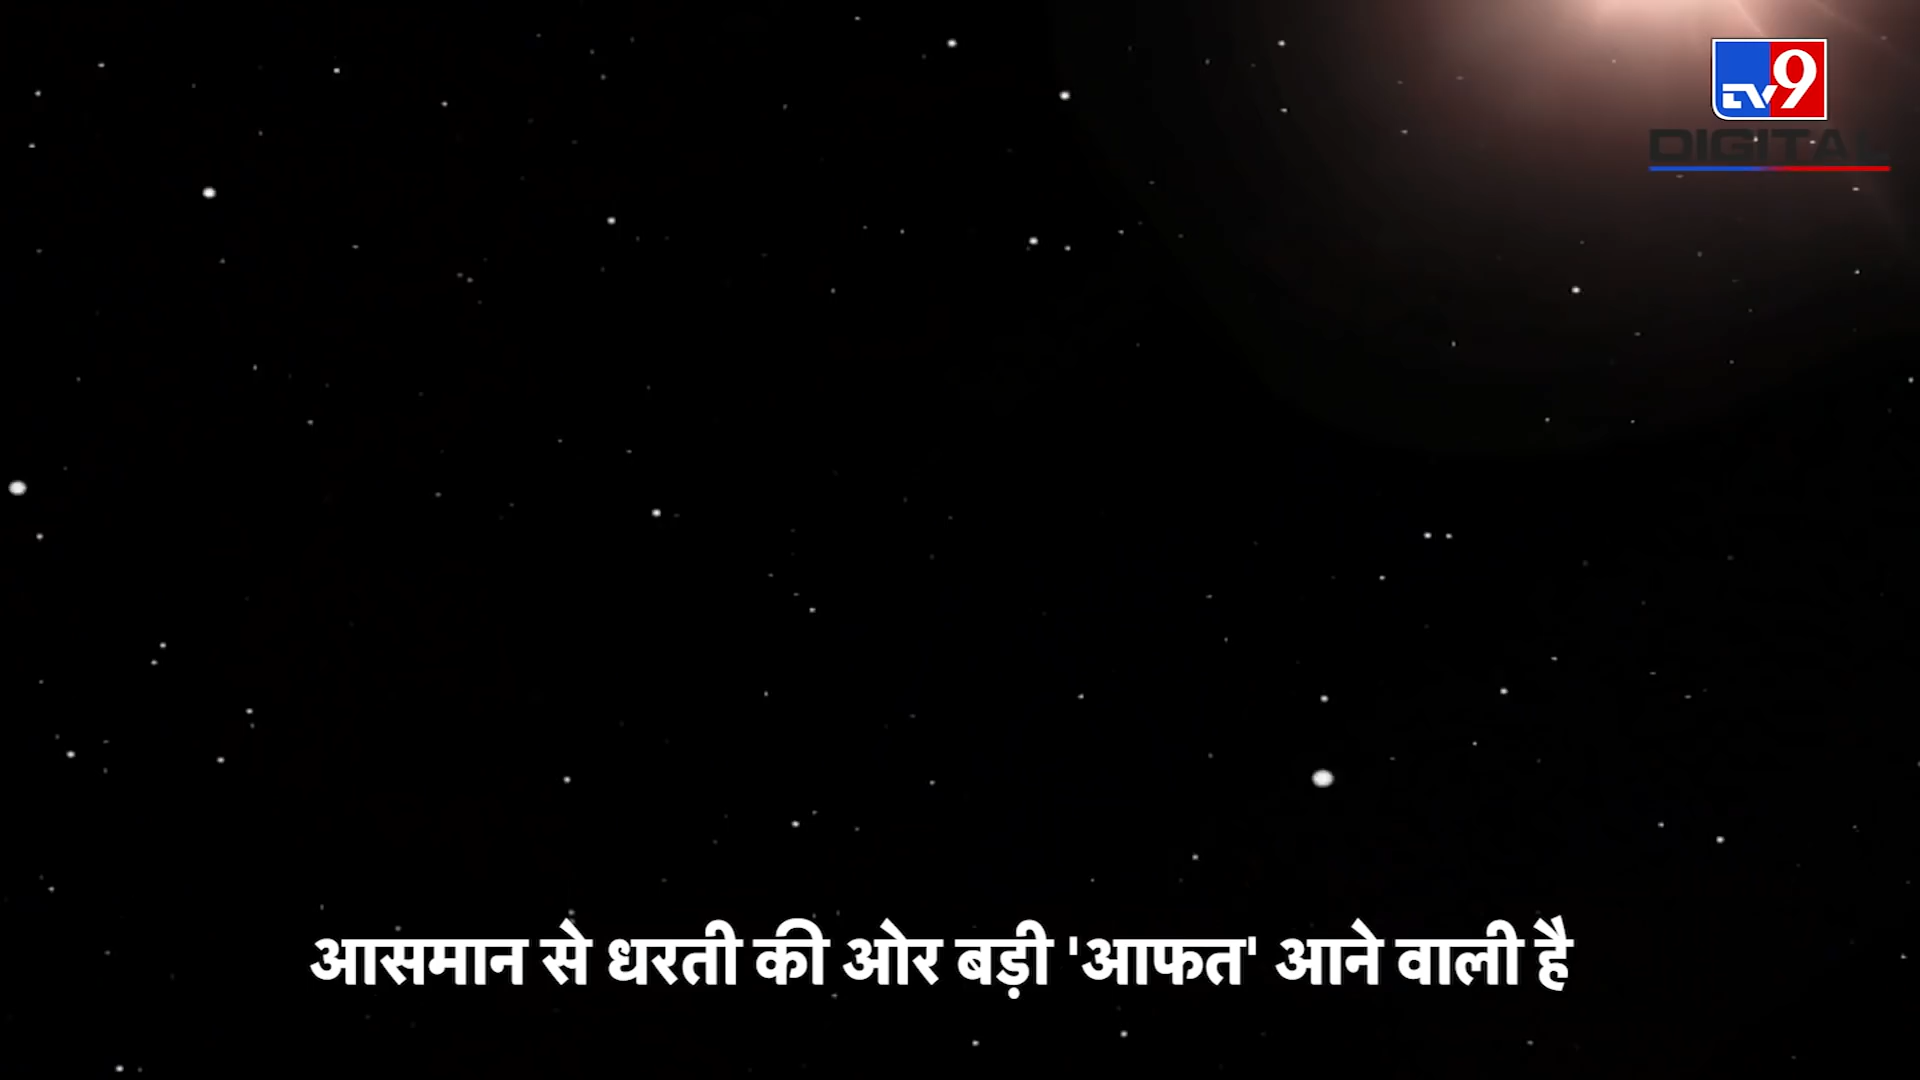 TV9
DIGITAL
आसमान से धरती की ओर बड़ी 'आफत' आने वाली है